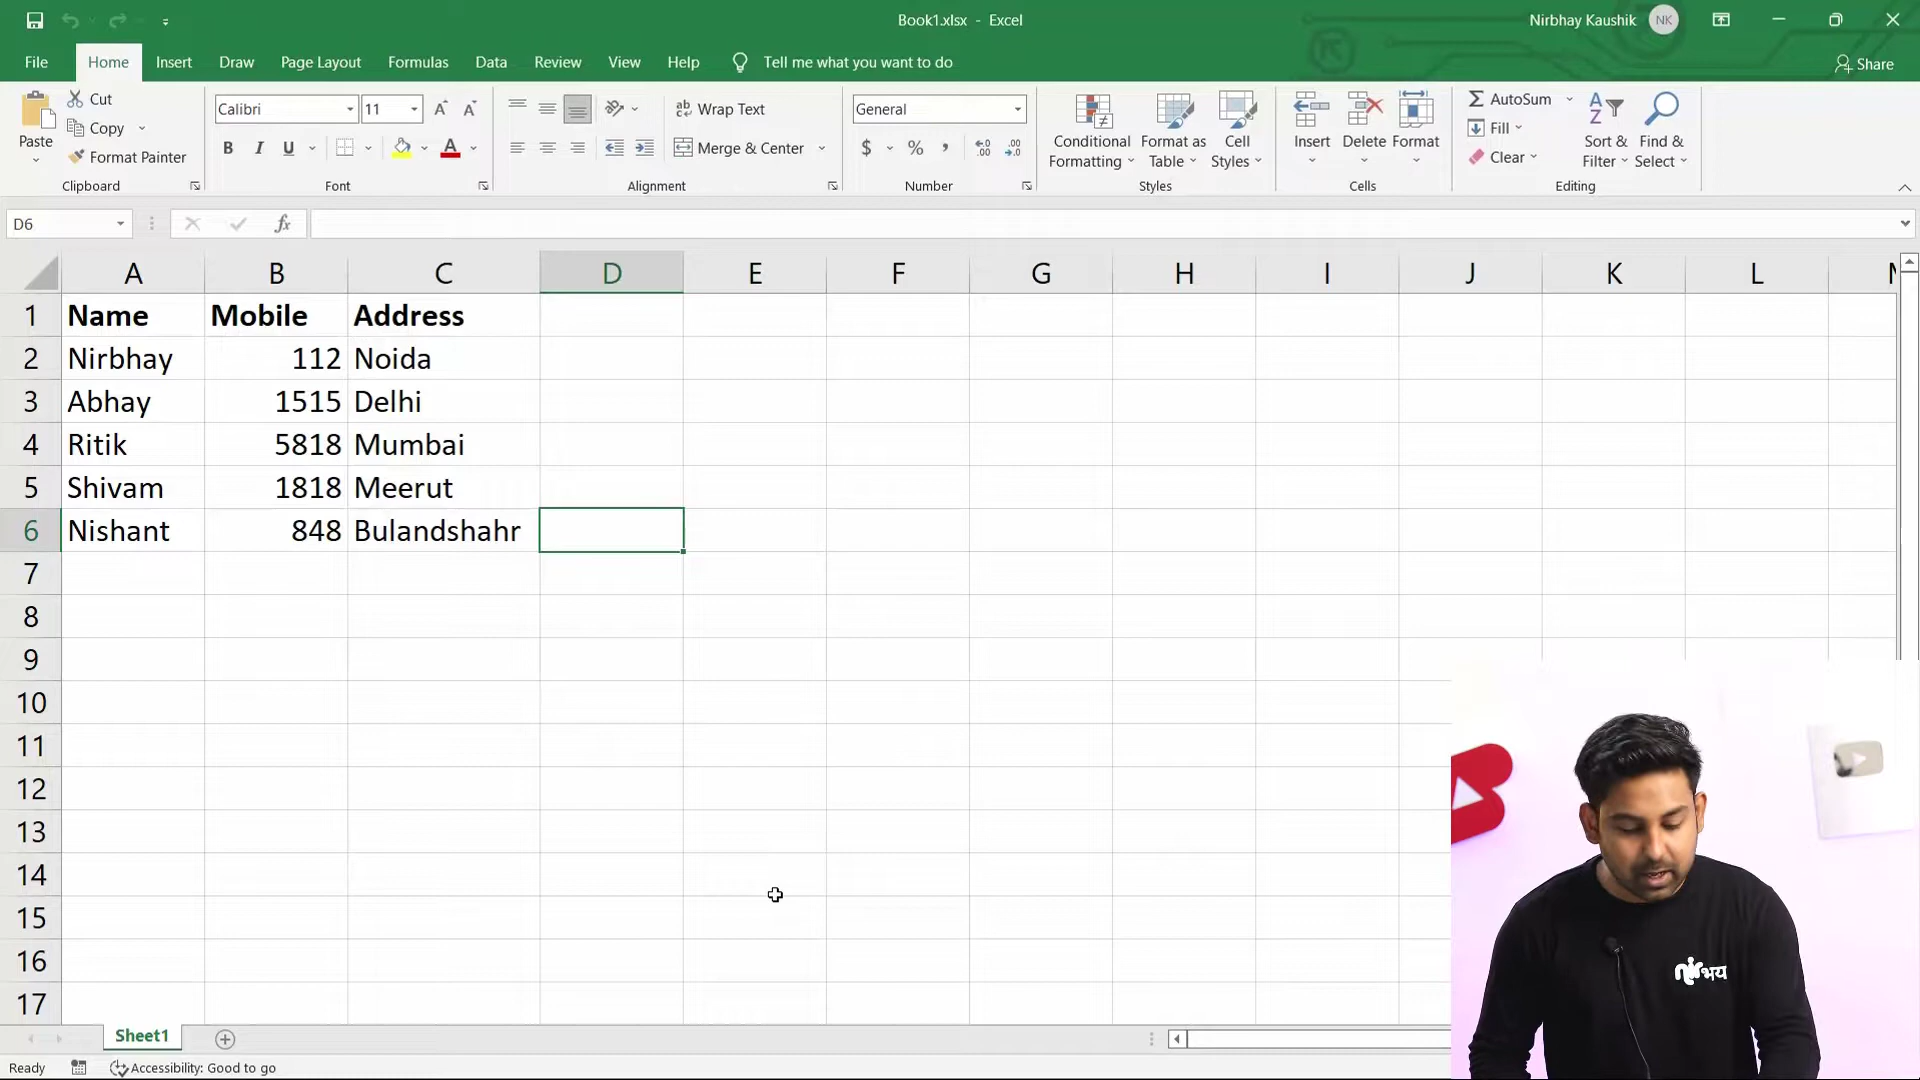 Book1.xlsx - Excel
Nirbhay Kaushik NK
File Home Insert Draw Page Layout Formulas Data Review View Help Tell me what you want to do Share
Paste
Cut
Copy
Format Painter
Clipboard
Calibri 11
B I U
Font
Wrap Text
Merge & Center
Alignment
General
$ % ,
Number
Conditional Formatting
Format as Table
Cell Styles
Styles
Insert Delete Format
Cells
AutoSum
Fill
Clear
Sort & Filter
Find & Select
Editing
D6 fx
A B C D E F G H I J K L
1 Name Mobile Address
2 Nirbhay 112 Noida
3 Abhay 1515 Delhi
4 Ritik 5818 Mumbai
5 Shivam 1818 Meerut
6 Nishant 848 Bulandshahr
7
8
9
10
11
12
13
14
15
16
17
nirभय
Sheet1
Ready Accessibility: Good to go